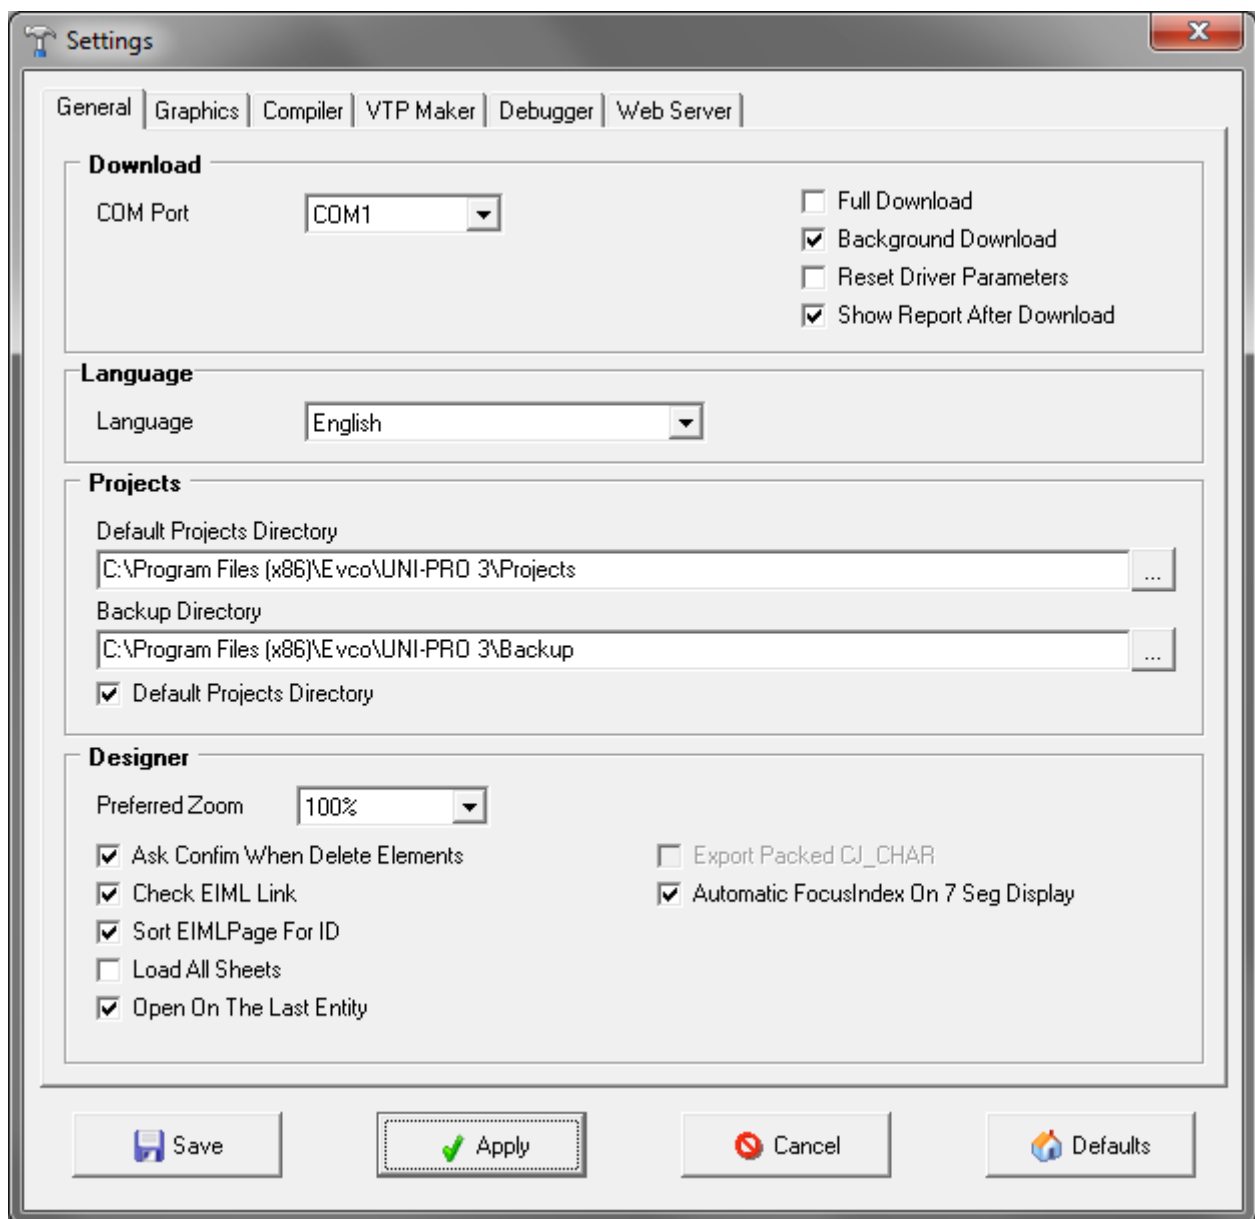 Settings
General Graphics Compiler VTP Maker Debugger Web Server
Download
COM Port COM1
Full Download
Background Download
Reset Driver Parameters
Show Report After Download
Language
Language English
Projects
Default Projects Directory
C:\Program Files (x86)\Evco\UNI-PRO 3\Projects
...
Backup Directory
C:\Program Files (x86)\Evco\UNI-PRO 3\Backup
...
Default Projects Directory
Designer
Preferred Zoom 100%
Ask Confim When Delete Elements
Check EIML Link
Sort EIMLPage For ID
Load All Sheets
Open On The Last Entity
Export Packed CJ_CHAR
Automatic FocusIndex On 7 Seg Display
Save Apply Cancel Defaults